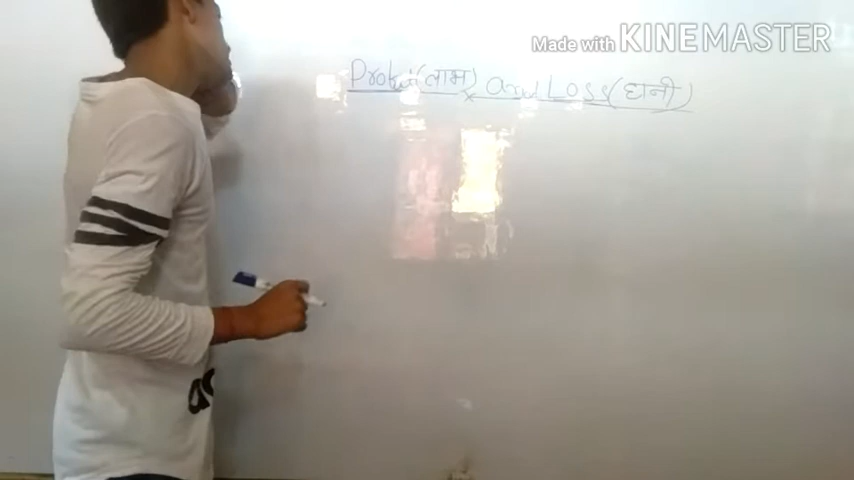 Made with KINEMASTER
Profit (लाभ) and Loss (हानी)